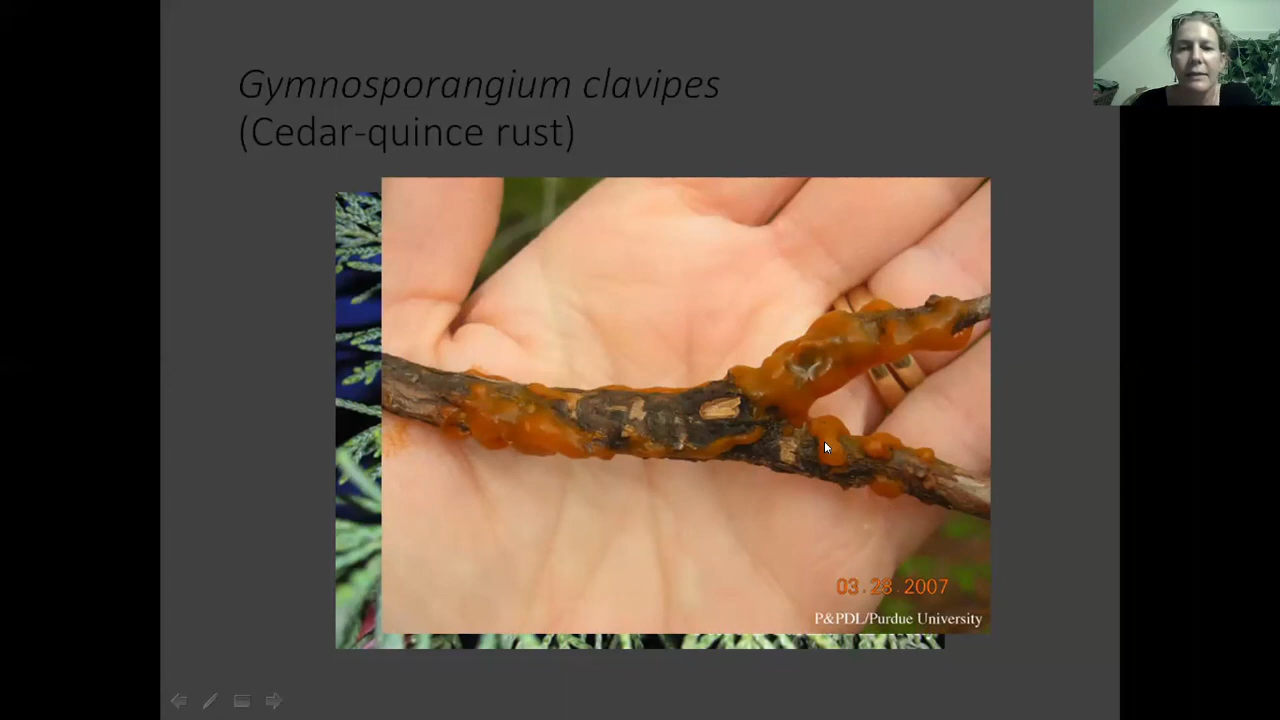 Gymnosporangium clavipes
(Cedar-quince rust)
03.23.2007
P&PDL/Purdue University